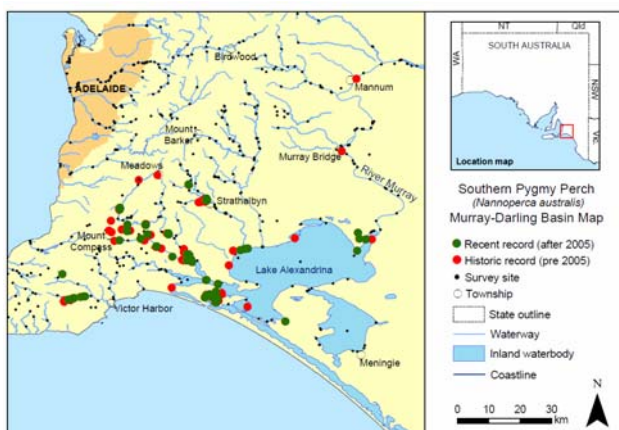 Birdwood
ADELAIDE
Mannum
Mount
Barker
Murray Bridge
Meadows
River Murray
Strathalbyn
Mount
Compass
Lake Alexandrina
Victor Harbor
Meningie
NT
Qld
SOUTH AUSTRALIA
WA
NSW
Vic
Location map
Southern Pygmy Perch
(Nannoperca australis)
Murray-Darling Basin Map
Recent record (after 2005)
Historic record (pre 2005)
Survey site
Township
State outline
Waterway
Inland waterbody
Coastline
N
0 10 20 30
km